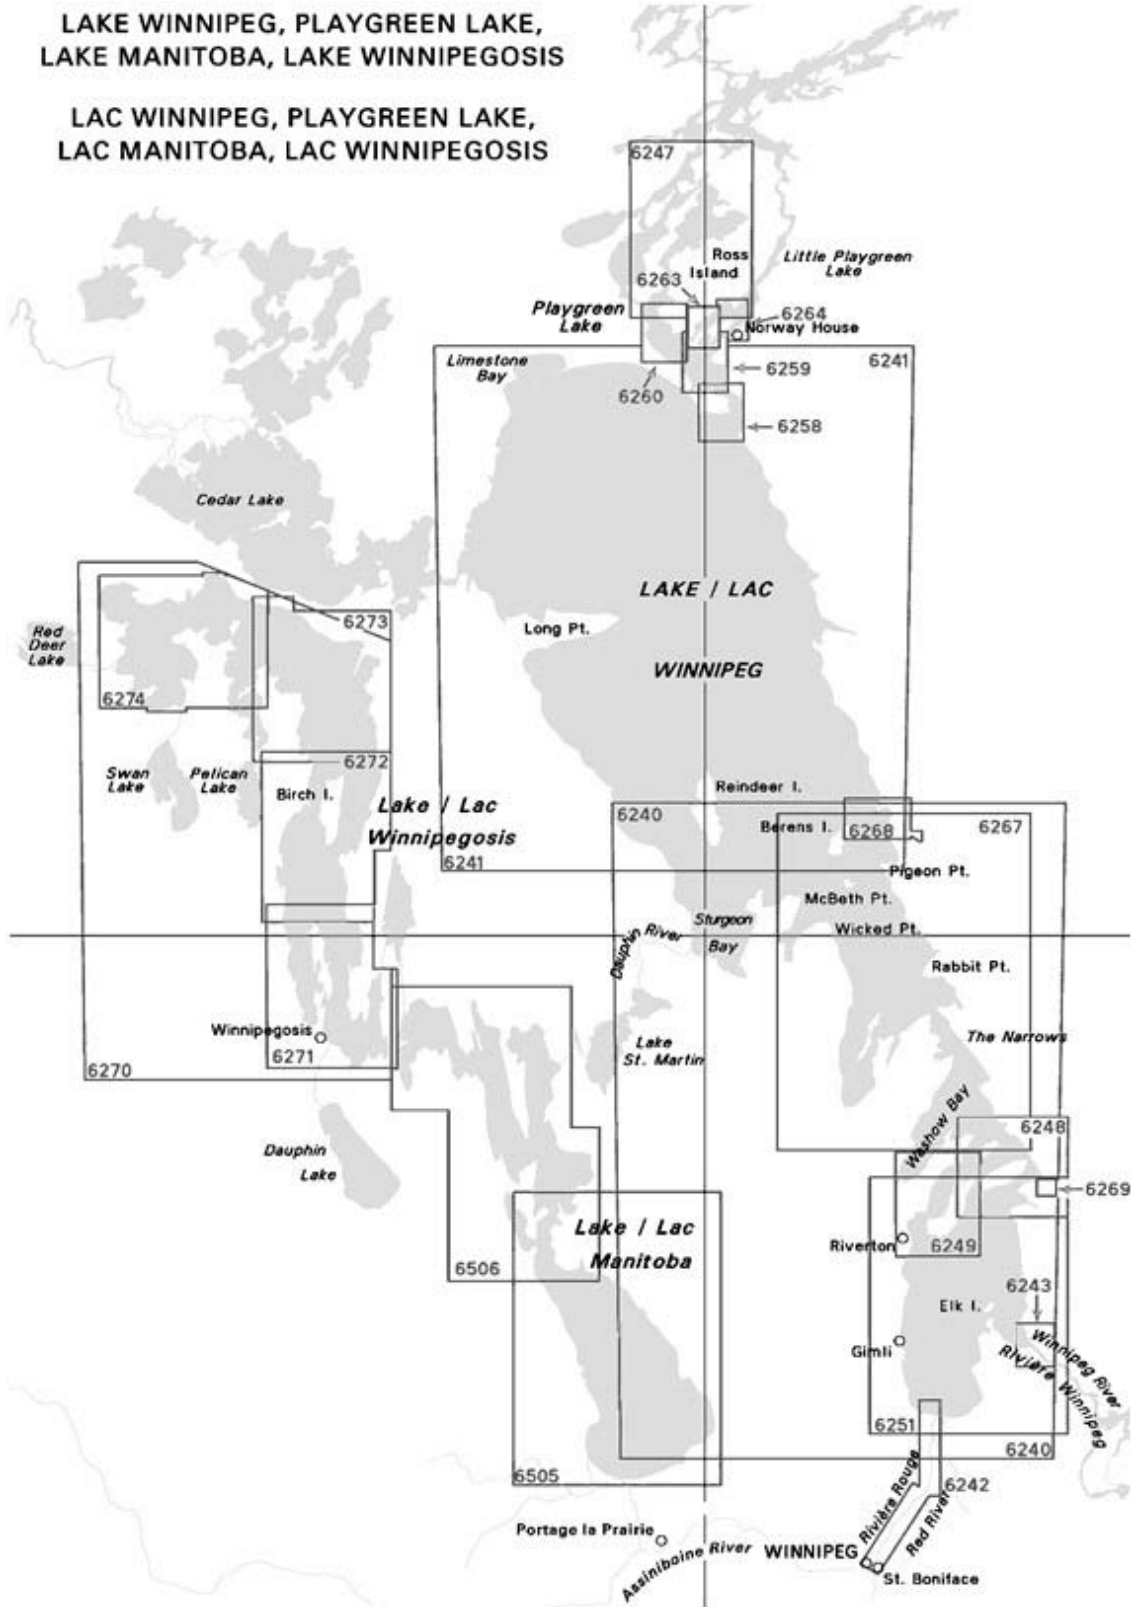 LAKE WINNIPEG, PLAYGREEN LAKE,
LAKE MANITOBA, LAKE WINNIPEGOSIS
LAC WINNIPEG, PLAYGREEN LAKE,
LAC MANITOBA, LAC WINNIPEGOSIS
6247
Ross
Island
Little Playgreen
Lake
6263
Playgreen
Lake
6264
Norway House
Limestone
Bay
6241
6259
6260
6258
Cedar Lake
LAKE / LAC
WINNIPEG
Long Pt.
Red
Deer
Lake
6273
6274
Swan
Lake
Pelican
Lake
6272
Birch I.
Lake / Lac
Winnipegosis
Reindeer I.
6240
Berens I.
6268
6267
6241
Pigeon Pt.
McBeth Pt.
Sturgeon
Bay
Wicked Pt.
Dauphin River
Rabbit Pt.
Winnipegosis
6271
6270
Lake
St. Martin
The Narrows
Washow Bay
6248
Dauphin
Lake
6269
Lake / Lac
Manitoba
Riverton
6249
6506
6243
Elk I.
Gimli
Winnipeg River
Rivière Winnipeg
6251
6240
6505
6242
Rivière Rouge
Red River
Portage la Prairie
Assiniboine River
WINNIPEG
St. Boniface